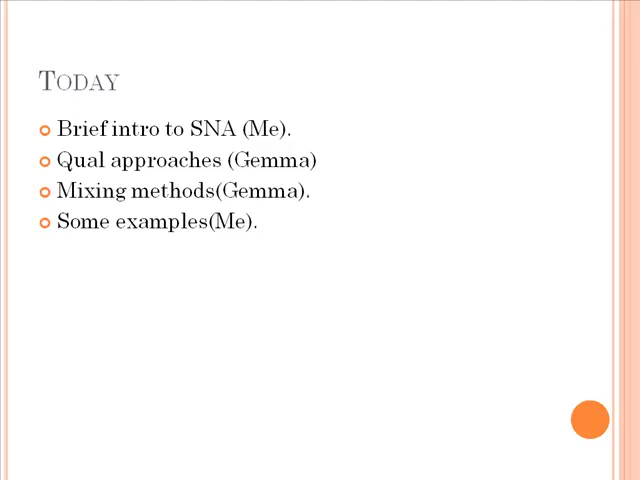 Today
Brief intro to SNA (Me).
Qual approaches (Gemma)
Mixing methods(Gemma).
Some examples(Me).